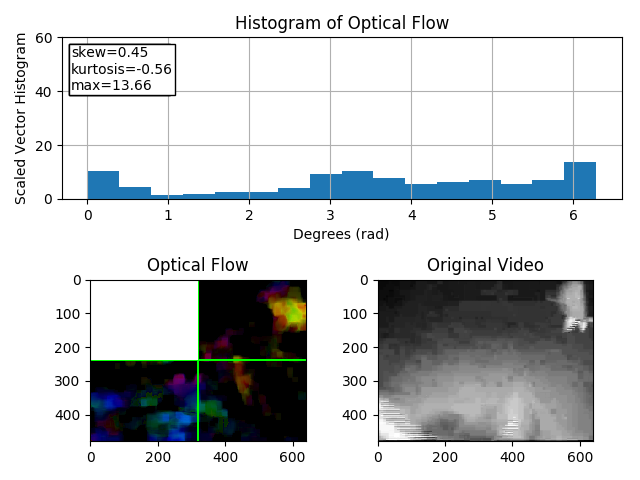 Histogram of Optical Flow
Scaled Vector Histogram
60
40
20
0
skew=0.45
kurtosis=-0.56
max=13.66
0 1 2 3 4 5 6
Degrees (rad)
Optical Flow
0
100
200
300
400
0 200 400 600
Original Video
0
100
200
300
400
0 200 400 600